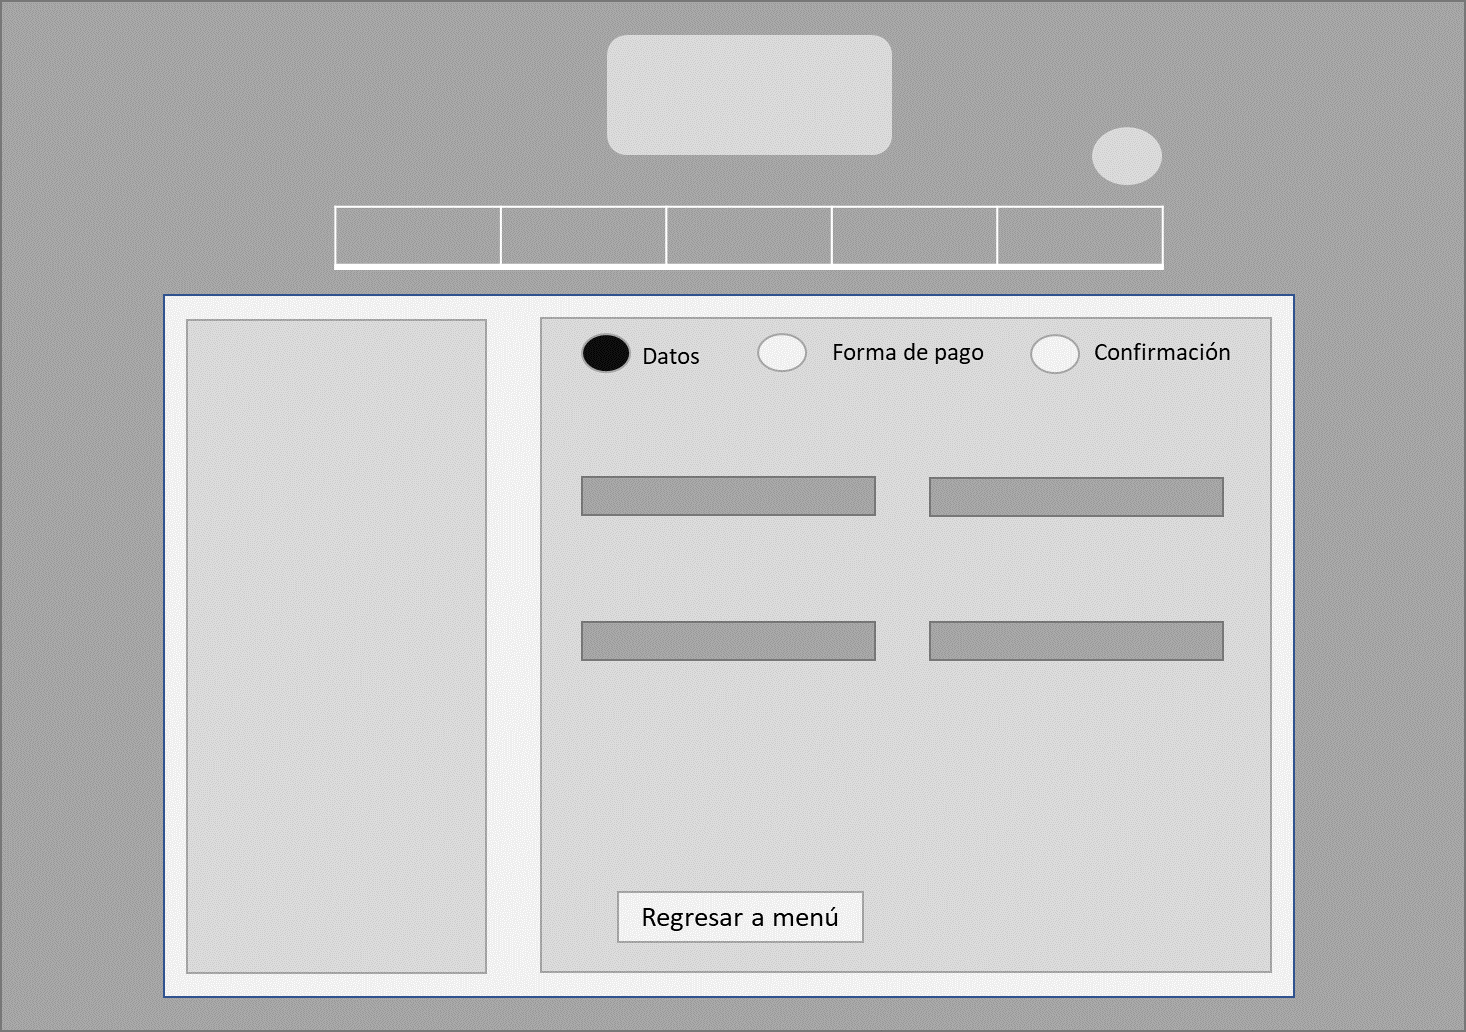 Datos
Forma de pago
Confirmación
Regresar a menú